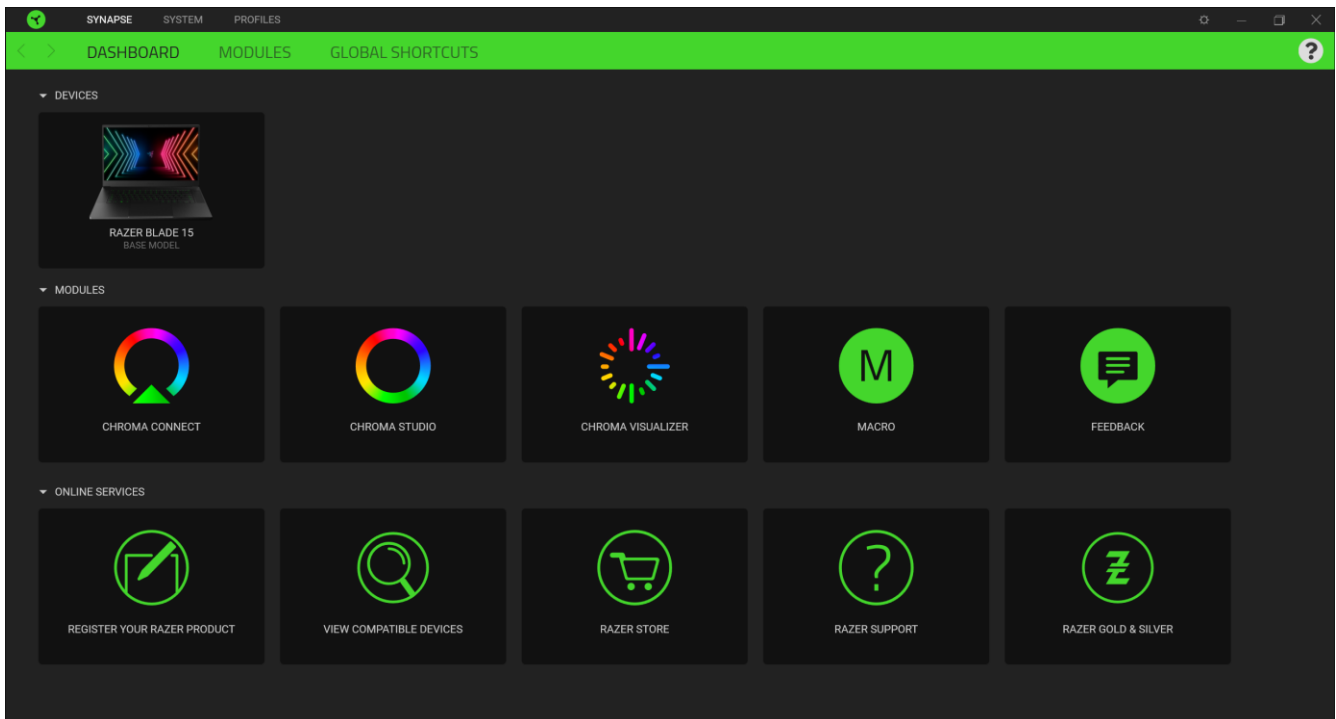 SYNAPSE SYSTEM PROFILES
DASHBOARD MODULES GLOBAL SHORTCUTS ?
DEVICES
RAZER BLADE 15
BASE MODEL
MODULES
M
CHROMA CONNECT CHROMA STUDIO CHROMA VISUALIZER MACRO FEEDBACK
ONLINE SERVICES
?
REGISTER YOUR RAZER PRODUCT VIEW COMPATIBLE DEVICES RAZER STORE RAZER SUPPORT RAZER GOLD & SILVER